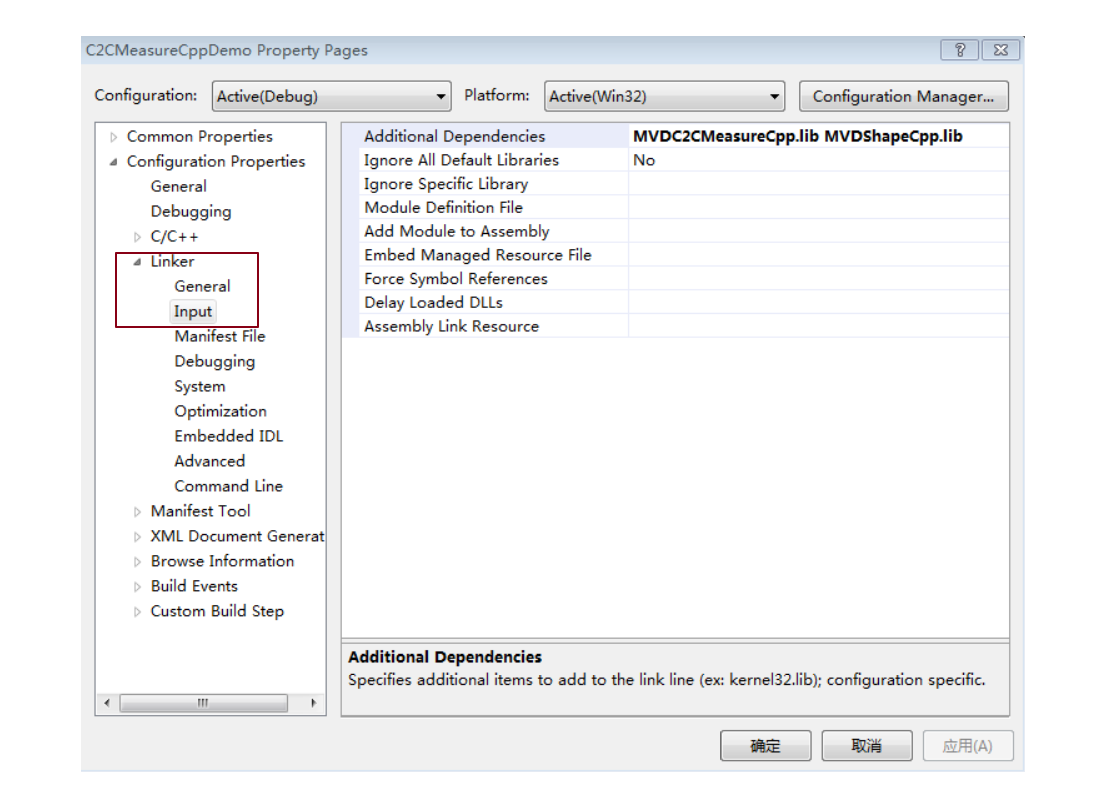 C2CMeasureCppDemo Property Pages
Configuration: Active(Debug) Platform: Active(Win32) Configuration Manager...
Common Properties
Configuration Properties
General
Debugging
C/C++
Linker
General
Input
Manifest File
Debugging
System
Optimization
Embedded IDL
Advanced
Command Line
Manifest Tool
XML Document Generat
Browse Information
Build Events
Custom Build Step
Additional Dependencies MVDC2CMeasureCpp.lib MVDShapeCpp.lib
Ignore All Default Libraries No
Ignore Specific Library
Module Definition File
Add Module to Assembly
Embed Managed Resource File
Force Symbol References
Delay Loaded DLLs
Assembly Link Resource
Additional Dependencies
Specifies additional items to add to the link line (ex: kernel32.lib); configuration specific.
确定 取消 应用(A)